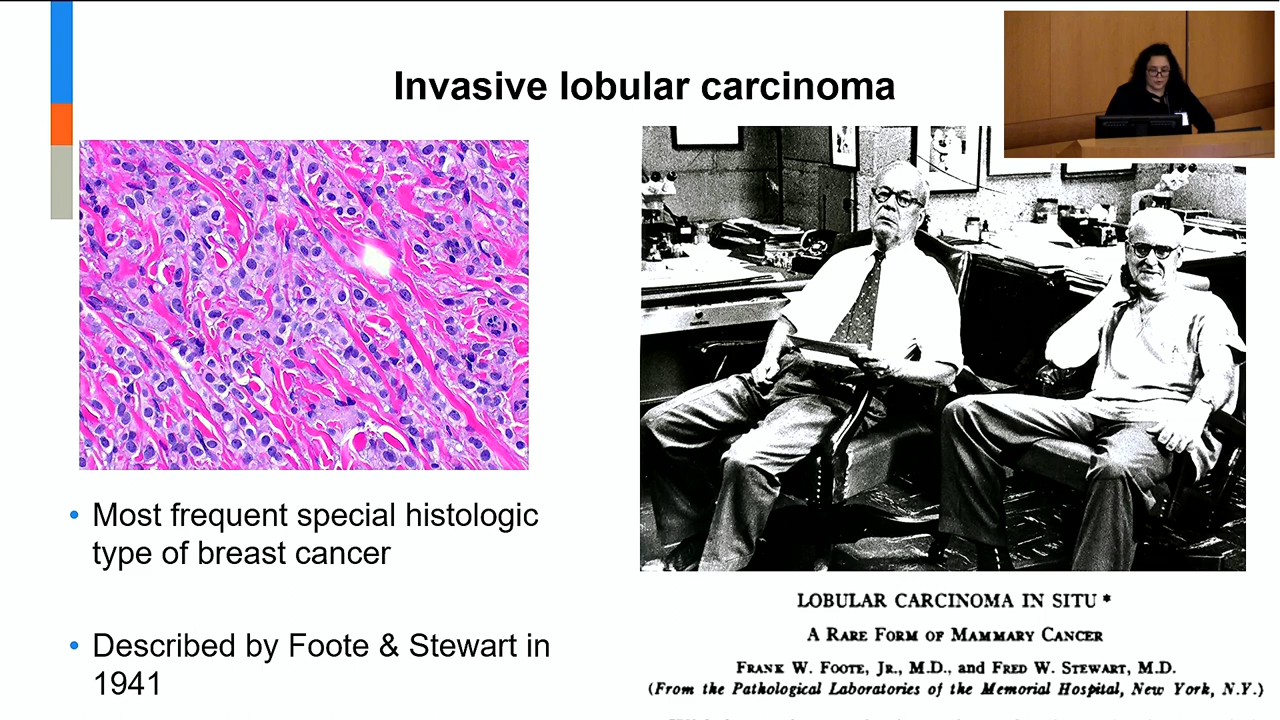 Invasive lobular carcinoma
• Most frequent special histologic
type of breast cancer
• Described by Foote & Stewart in
1941
LOBULAR CARCINOMA IN SITU *
A RARE FORM OF MAMMARY CANCER
FRANK W. FOOTE, JR., M.D., and FRED W. STEWART, M.D.
(From the Pathological Laboratories of the Memorial Hospital, New York, N.Y.)